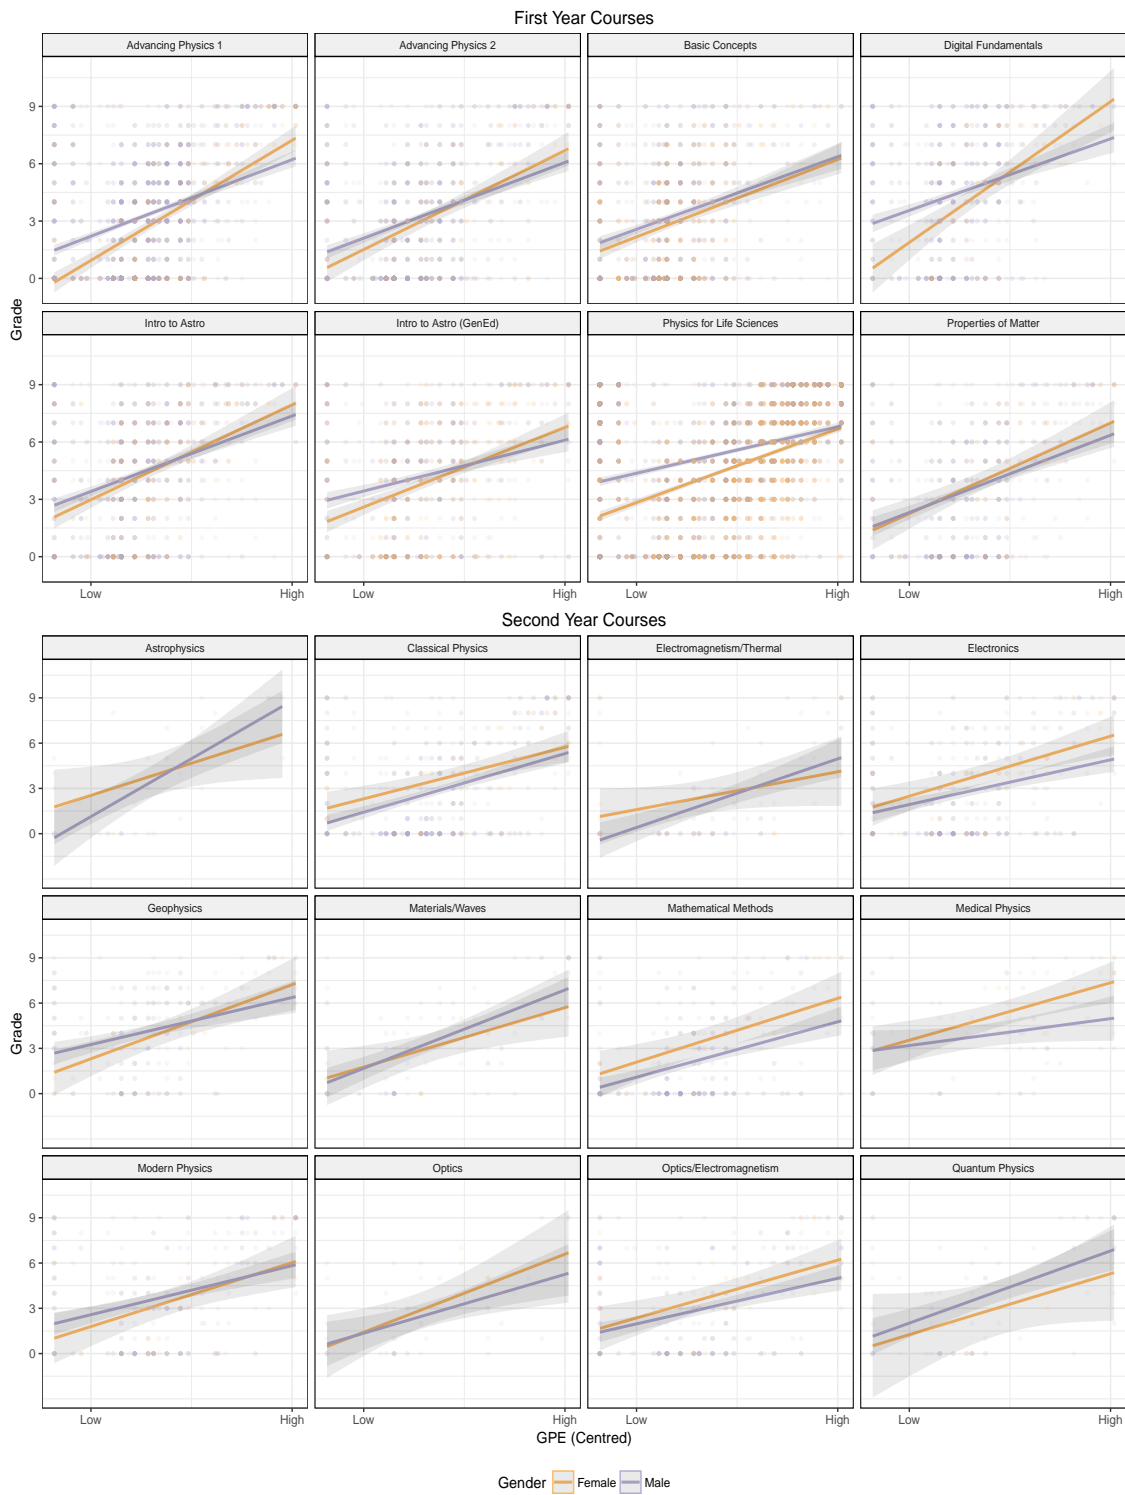 First Year Courses
Advancing Physics 1
Advancing Physics 2
Basic Concepts
Digital Fundamentals
9
6
3
0
Grade
Intro to Astro
Intro to Astro (GenEd)
Physics for Life Sciences
Properties of Matter
9
6
3
0
Low High Low High Low High Low High
Second Year Courses
Astrophysics
Classical Physics
Electromagnetism/Thermal
Electronics
9
6
3
0
Geophysics
Materials/Waves
Mathematical Methods
Medical Physics
9
6
3
0
Grade
Modern Physics
Optics
Optics/Electromagnetism
Quantum Physics
9
6
3
0
Low High Low High Low High Low High
GPE (Centred)
Gender Female Male